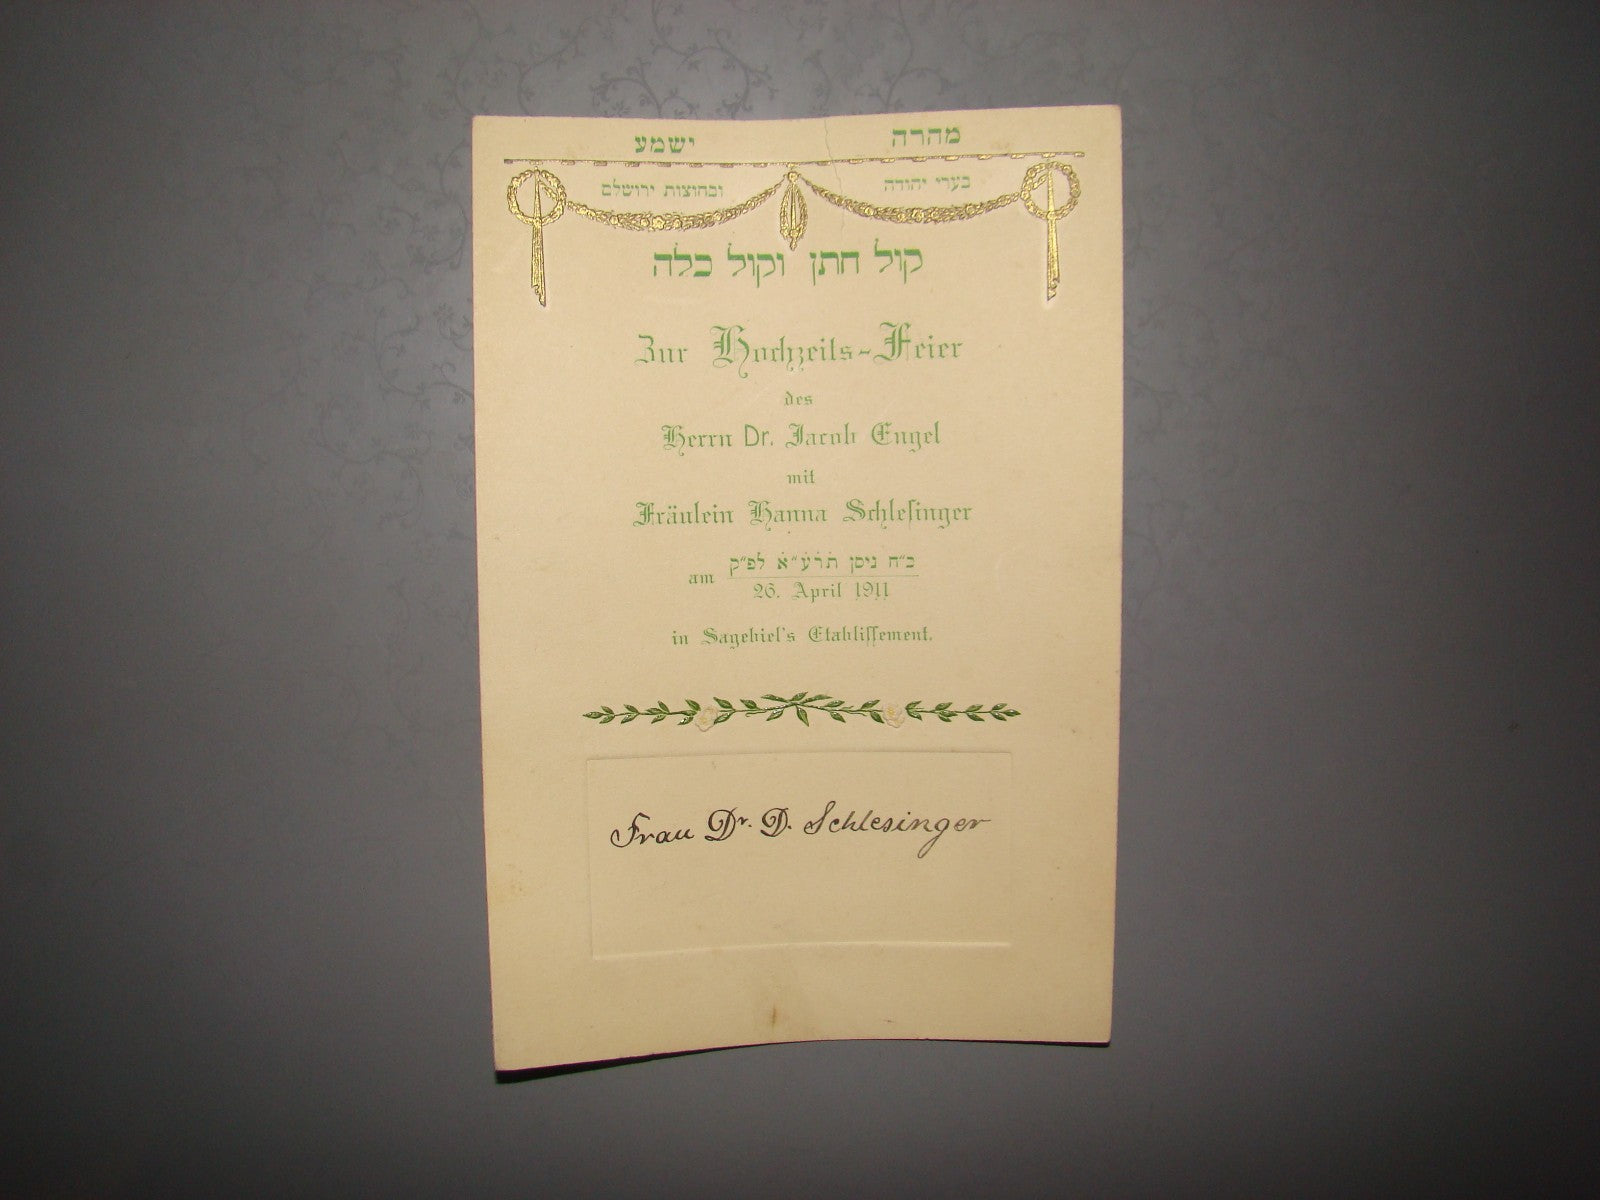 מהרה ישמע
בערי יהודה ובחוצות ירושלם
קול חתן וקול כלה
Zur Hochzeits-Feier
des
Herrn Dr. Jacob Engel
mit
Fräulein Hanna Schleſinger
כ״ח ניסן תרע״א לפ״ק
am
26. April 1911
in Sagebiel's Etabliſſement.
Frau Dr. D. Schlesinger